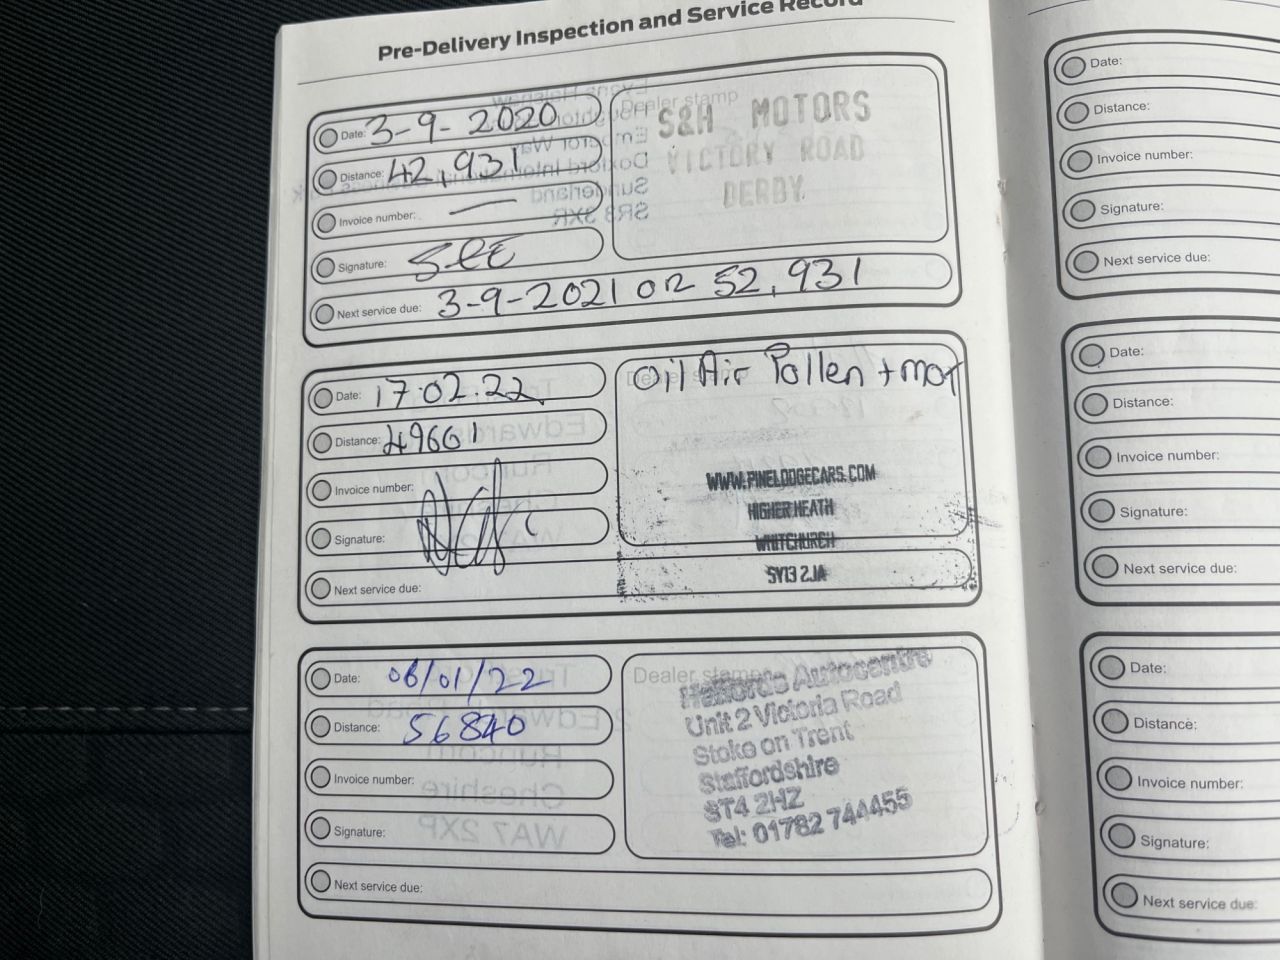 Pre-Delivery Inspection and Service Record
Date: 3-9-2020
Distance: 42,931
Invoice number: —
Signature:
Next service due: 3-9-2021 or 52,931
Dealer stamp
S&H MOTORS
VICTORY ROAD
DERBY.
Date: 17.02.22
Distance: 49661
Invoice number:
Signature:
Next service due:
Oil Air Pollen + mot
WWW.PINELODGECARS.COM
HIGHER HEATH
WHITCHURCH
SY13 2JA
Date: 06/01/22
Distance: 56840
Invoice number:
Signature:
Next service due:
Dealer stamp
Halfords Autocentre
Unit 2 Victoria Road
Stoke on Trent
Staffordshire
ST4 2HZ
Tel: 01782 744455
Date:
Distance:
Invoice number:
Signature:
Next service due:
Date:
Distance:
Invoice number:
Signature:
Next service due:
Date:
Distance:
Invoice number:
Signature:
Next service due: